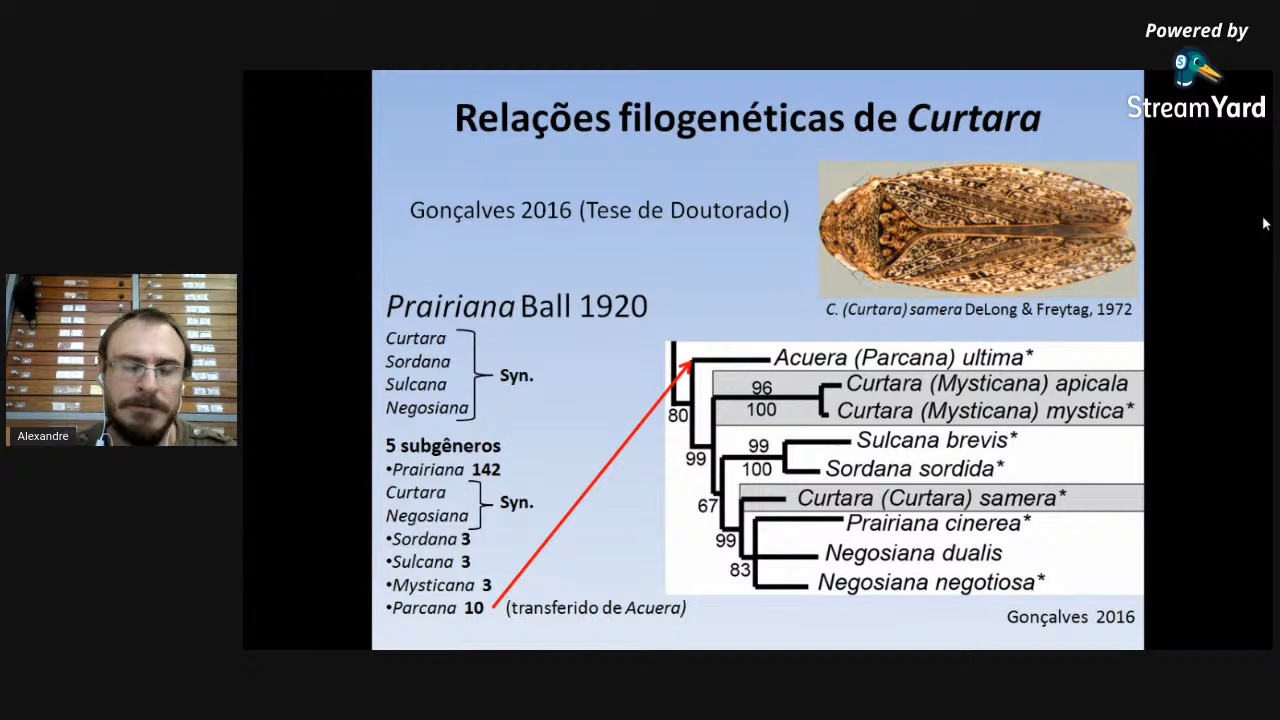 Powered by
StreamYard
Relações filogenéticas de Curtara
Gonçalves 2016 (Tese de Doutorado)
C. (Curtara) samera DeLong & Freytag, 1972
Prairiana Ball 1920
Curtara
Sordana
Sulcana
Negosiana
Syn.
5 subgêneros
•Prairiana 142
Curtara
Negosiana
Syn.
•Sordana 3
•Sulcana 3
•Mysticana 3
•Parcana 10 (transferido de Acuera)
Acuera (Parcana) ultima*
96
Curtara (Mysticana) apicala
100
Curtara (Mysticana) mystica*
80
99
Sulcana brevis*
99
100
Sordana sordida*
67
Curtara (Curtara) samera*
Prairiana cinerea*
99
Negosiana dualis
83
Negosiana negotiosa*
Gonçalves 2016
Alexandre